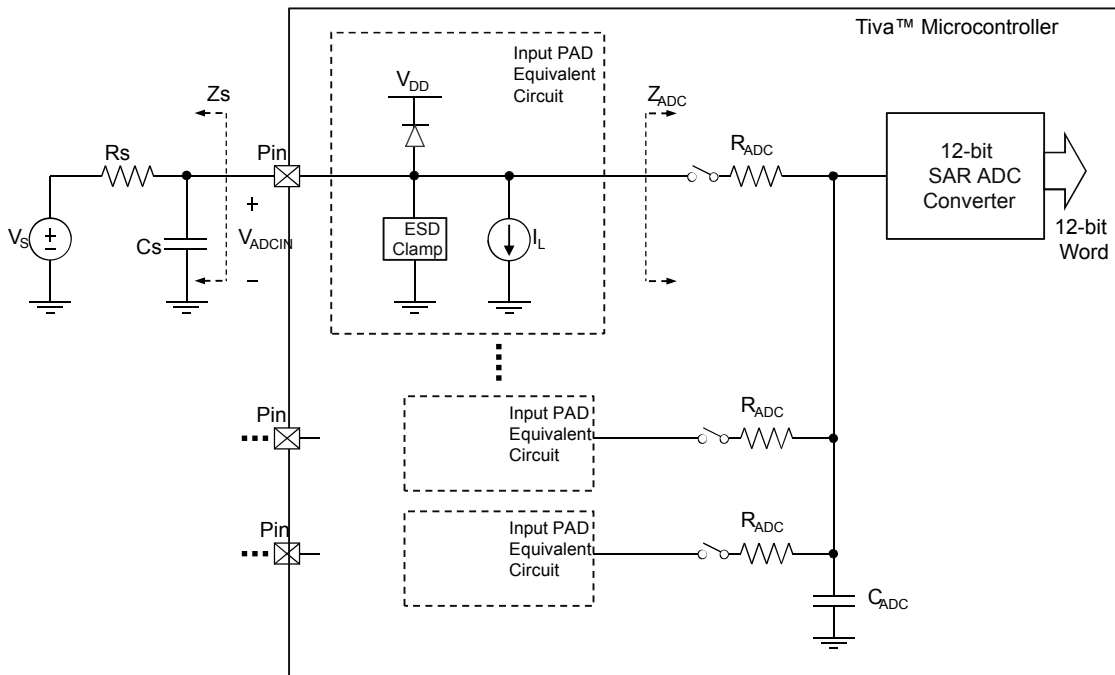 Tiva™ Microcontroller
Input PAD
Equivalent
Circuit
VDD
Zs
ZADC
Rs
Pin
RADC
12-bit
SAR ADC
Converter
VS
+
−
Cs
+
VADCIN
−
ESD
Clamp
IL
12-bit
Word
Pin
Input PAD
Equivalent
Circuit
RADC
Pin
Input PAD
Equivalent
Circuit
RADC
CADC